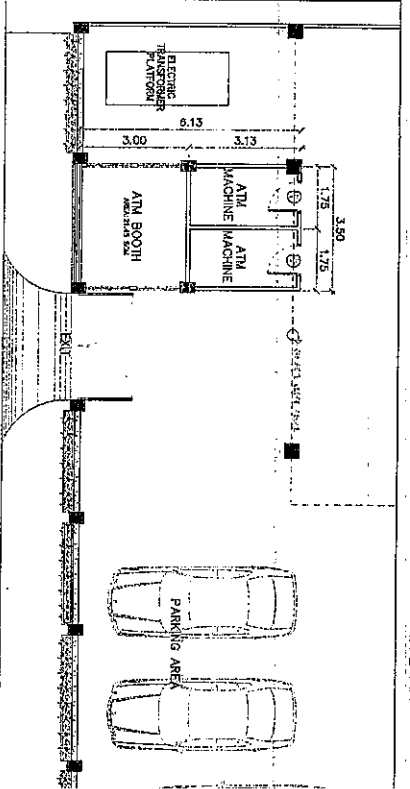 ELECTRIC
TRANSFORMER
PLATFORM
6.13
3.00
3.13
ATM
MACHINE
ATM
MACHINE
1.75
3.50
1.75
ATM BOOTH
EXIT
PARKING AREA